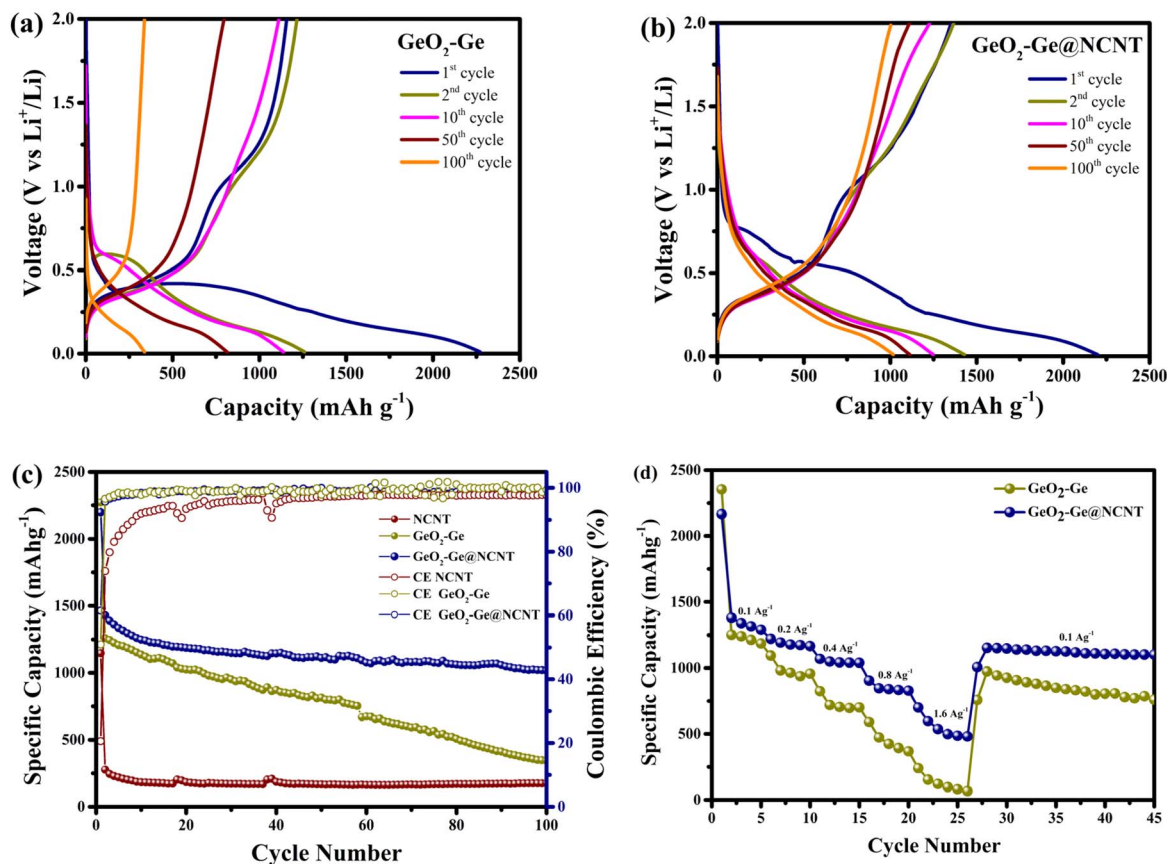 (a)
GeO₂-Ge
1ˢᵗ cycle
2ⁿᵈ cycle
10ᵗʰ cycle
50ᵗʰ cycle
100ᵗʰ cycle
2.0
1.5
1.0
0.5
0.0
Voltage (V vs Li⁺/Li)
0 500 1000 1500 2000 2500
Capacity (mAh g⁻¹)
(b)
GeO₂-Ge@NCNT
1ˢᵗ cycle
2ⁿᵈ cycle
10ᵗʰ cycle
50ᵗʰ cycle
100ᵗʰ cycle
2.0
1.5
1.0
0.5
0.0
Voltage (V vs Li⁺/Li)
0 500 1000 1500 2000 2500
Capacity (mAh g⁻¹)
(c)
2500
2000
1500
1000
500
0
Specific Capacity (mAhg⁻¹)
NCNT
GeO₂-Ge
GeO₂-Ge@NCNT
CE NCNT
CE GeO₂-Ge
CE GeO₂-Ge@NCNT
100
80
60
40
20
0
Coulombic Efficiency (%)
0 20 40 60 80 100
Cycle Number
(d)
2500
2000
1500
1000
500
0
Specific Capacity (mAhg⁻¹)
GeO₂-Ge
GeO₂-Ge@NCNT
0.1 Ag⁻¹
0.2 Ag⁻¹
0.4 Ag⁻¹
0.8 Ag⁻¹
1.6 Ag⁻¹
0.1 Ag⁻¹
0 5 10 15 20 25 30 35 40 45
Cycle Number